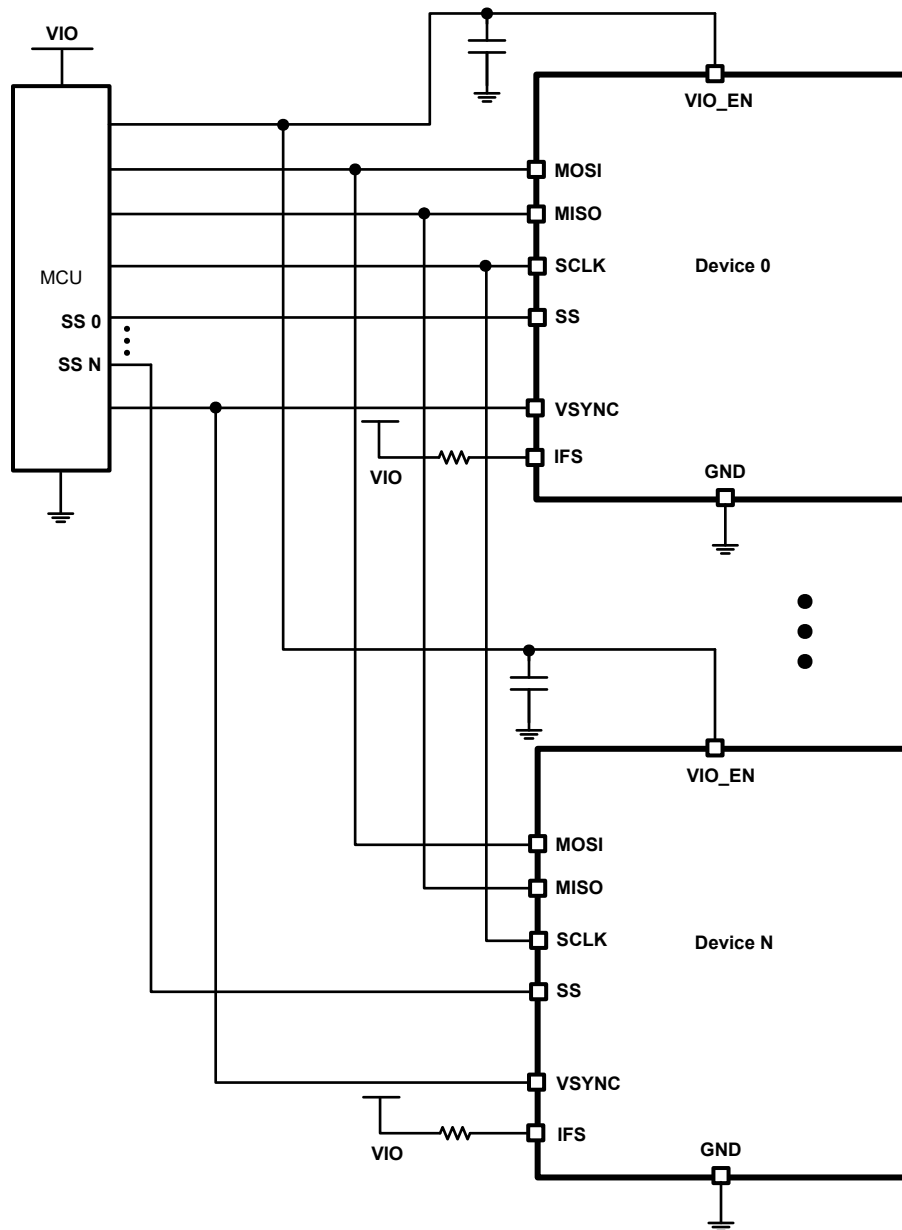 VIO
VIO_EN
MOSI
MISO
MCU
SCLK
Device 0
SS 0
SS
SS N
VSYNC
VIO
IFS
GND
VIO_EN
MOSI
MISO
SCLK
Device N
SS
VSYNC
VIO
IFS
GND